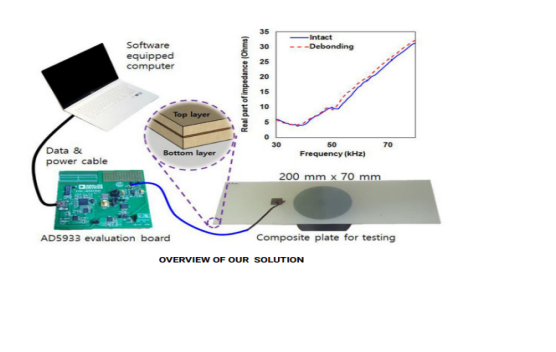 Software
equipped
computer
35
30
25
20
15
10
5
0
Real part of impedance (Ohms)
Intact
Debonding
30
50
70
Frequency (kHz)
Top layer
Bottom layer
Data &
power cable
200 mm x 70 mm
AD5933 evaluation board
Composite plate for testing
OVERVIEW OF OUR SOLUTION